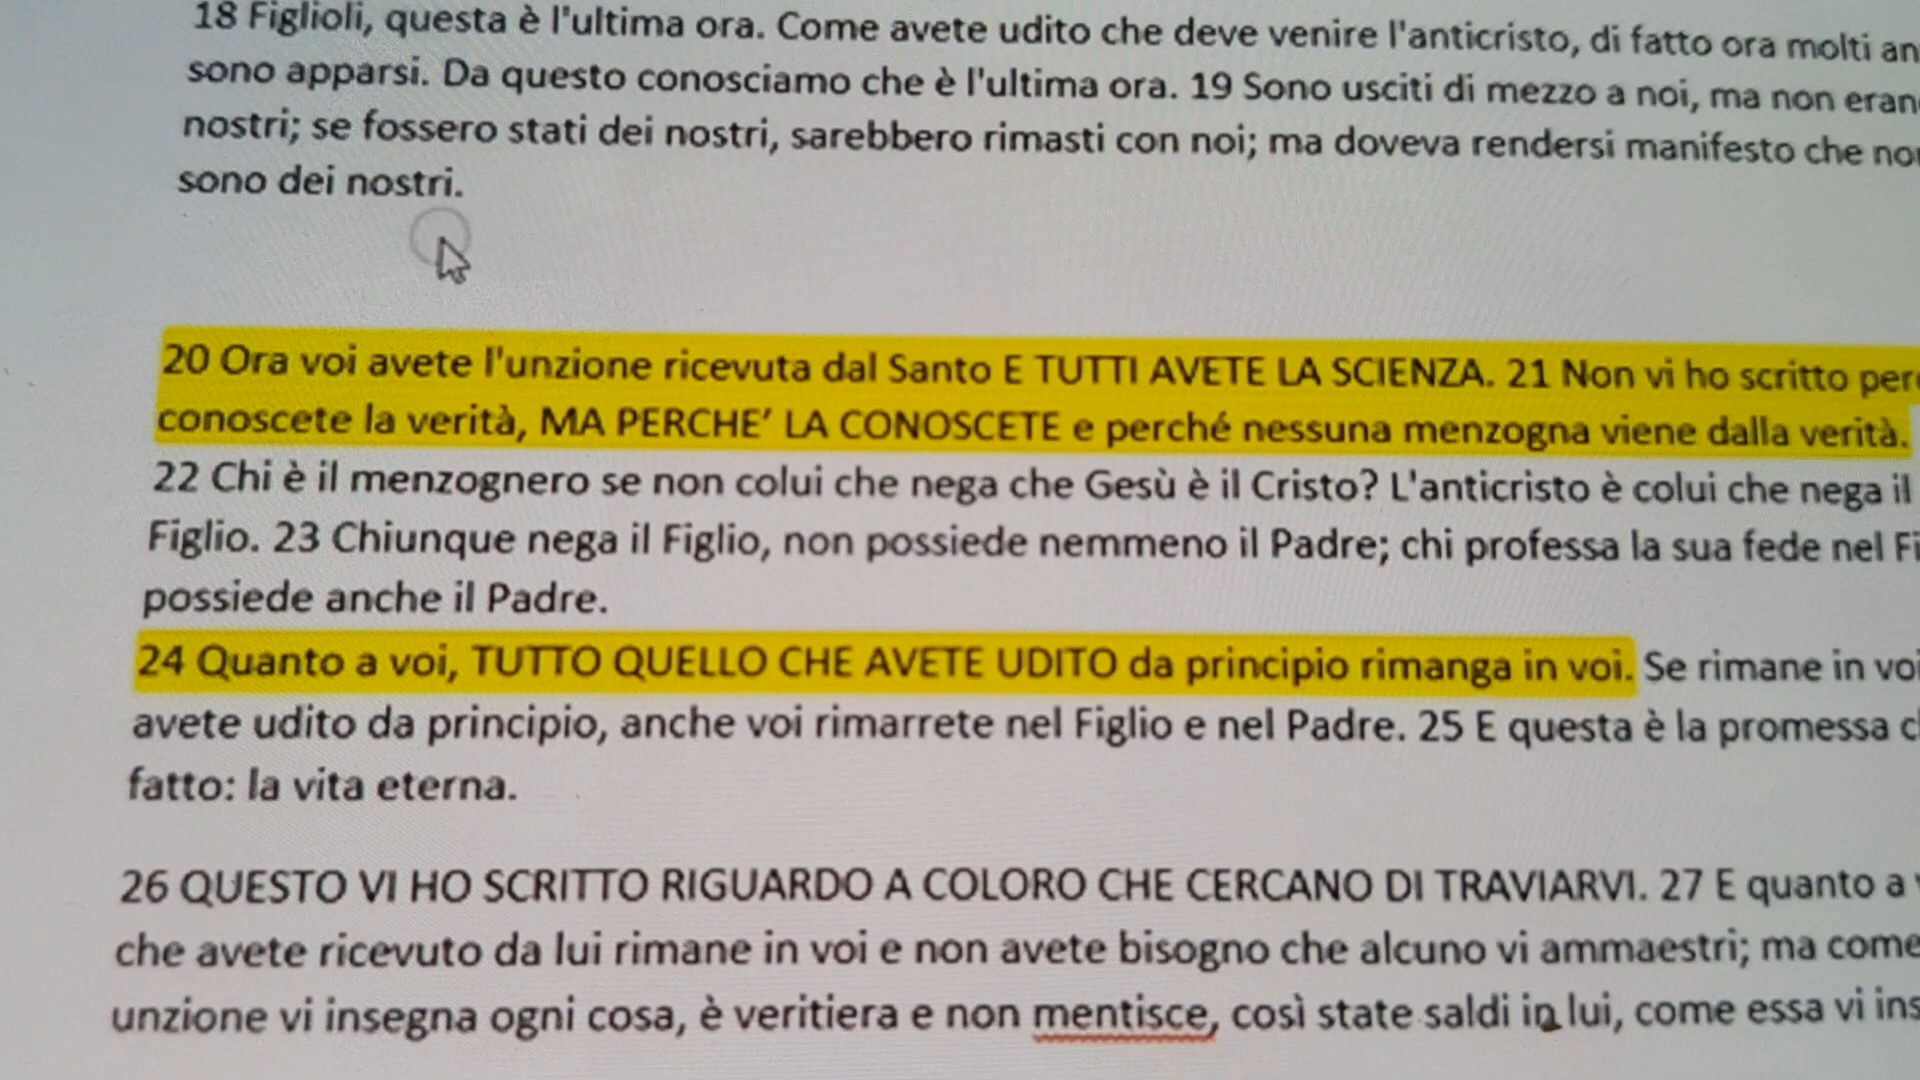 18 Figlioli, questa è l'ultima ora. Come avete udito che deve venire l'anticristo, di fatto ora molti
sono apparsi. Da questo conosciamo che è l'ultima ora. 19 Sono usciti di mezzo a noi, ma non
nostri; se fossero stati dei nostri, sarebbero rimasti con noi; ma doveva rendersi manifesto che
sono dei nostri.
20 Ora voi avete l'unzione ricevuta dal Santo E TUTTI AVETE LA SCIENZA. 21 Non vi ho scritto
conoscete la verità, MA PERCHE’ LA CONOSCETE e perché nessuna menzogna viene dalla verità.
22 Chi è il menzognero se non colui che nega che Gesù è il Cristo? L'anticristo è colui che nega il
Figlio. 23 Chiunque nega il Figlio, non possiede nemmeno il Padre; chi professa la sua fede nel
possiede anche il Padre.
24 Quanto a voi, TUTTO QUELLO CHE AVETE UDITO da principio rimanga in voi. Se rimane in voi
avete udito da principio, anche voi rimarrete nel Figlio e nel Padre. 25 E questa è la promessa
fatto: la vita eterna.
26 QUESTO VI HO SCRITTO RIGUARDO A COLORO CHE CERCANO DI TRAVIARVI. 27 E quanto a
che avete ricevuto da lui rimane in voi e non avete bisogno che alcuno vi ammaestri; ma come
unzione vi insegna ogni cosa, è veritiera e non mentisce, così state saldi in lui, come essa vi